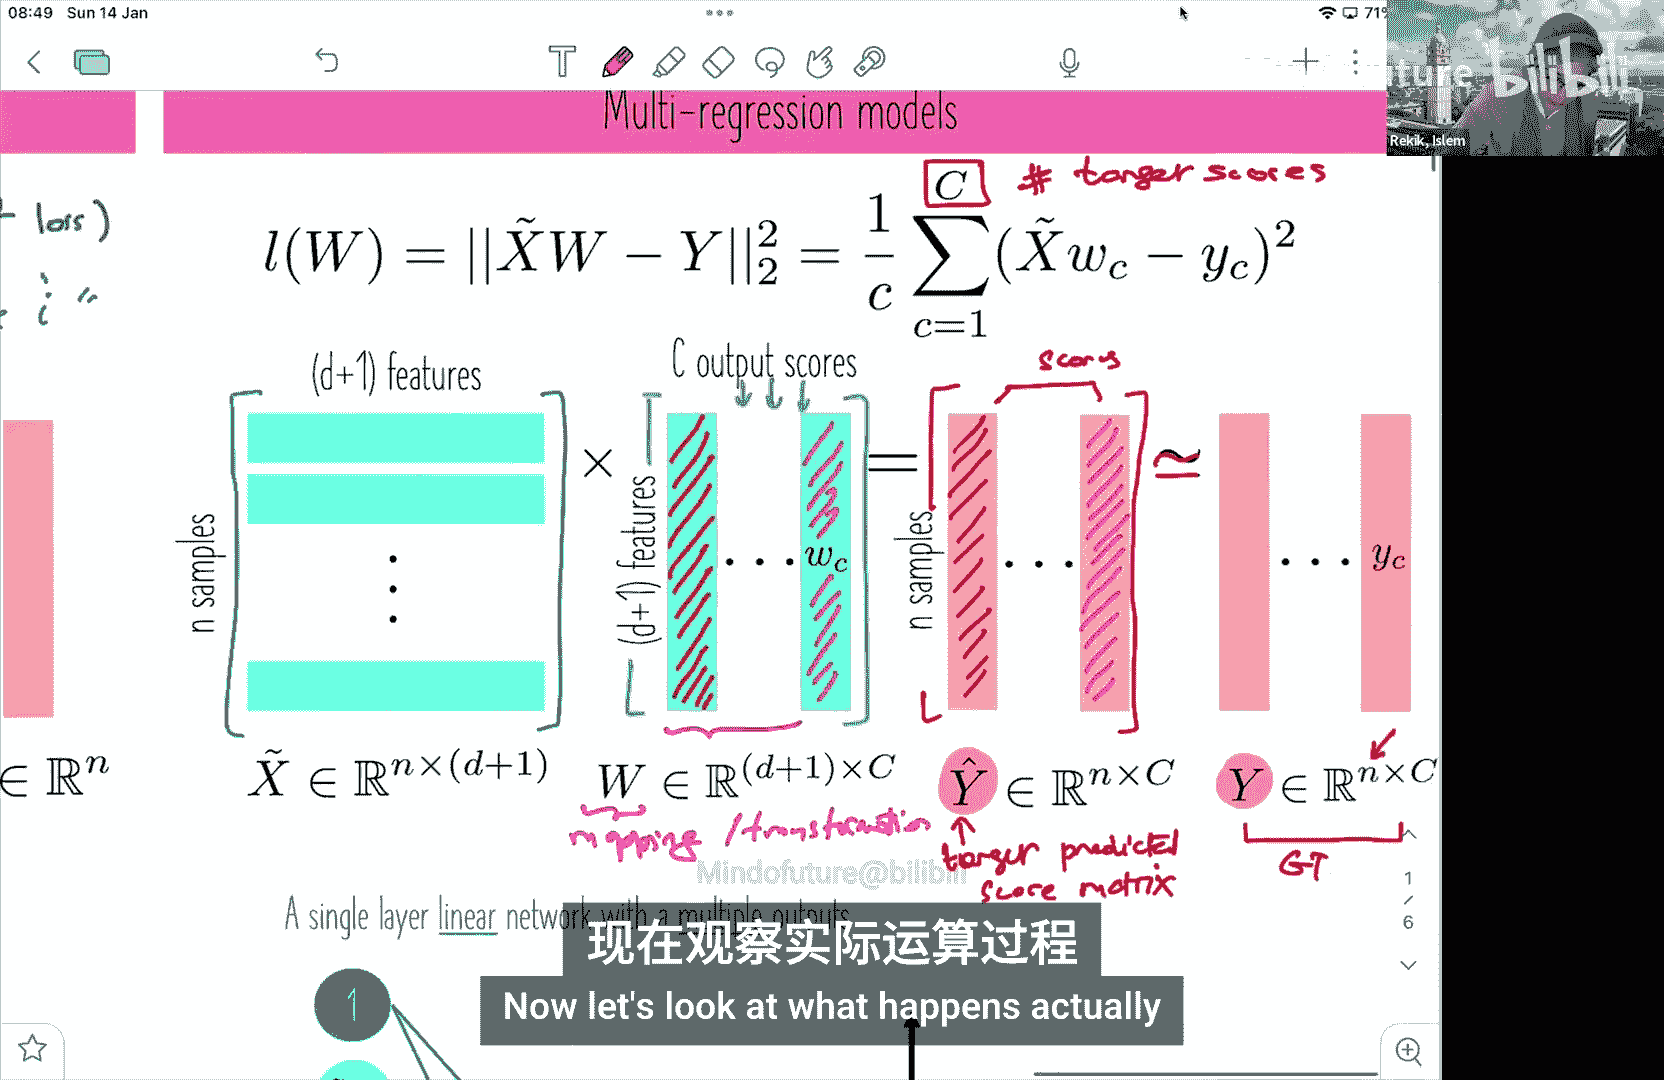 08:49 Sun 14 Jan
71%
bilibili
Rekik, Islem
Multi-regression models
C # target scores
loss)
i "
l(W) = ||X̃W − Y||₂² = 1/c ∑_{c=1}^{C} (X̃w_c − y_c)²
(d+1) features
C output scores
scores
n samples
×
(d+1) features
w_c
=
n samples
≃
y_c
∈ ℝⁿ
X̃ ∈ ℝ^{n×(d+1)}
W ∈ ℝ^{(d+1)×C}
Ŷ ∈ ℝ^{n×C}
Y ∈ ℝ^{n×C}
mapping / transformation
target predicted
score matrix
GT
Mindofuture@bilibili
A single layer linear network with a multiple outputs
1
6
现在观察实际运算过程
1
Now let's look at what happens actually